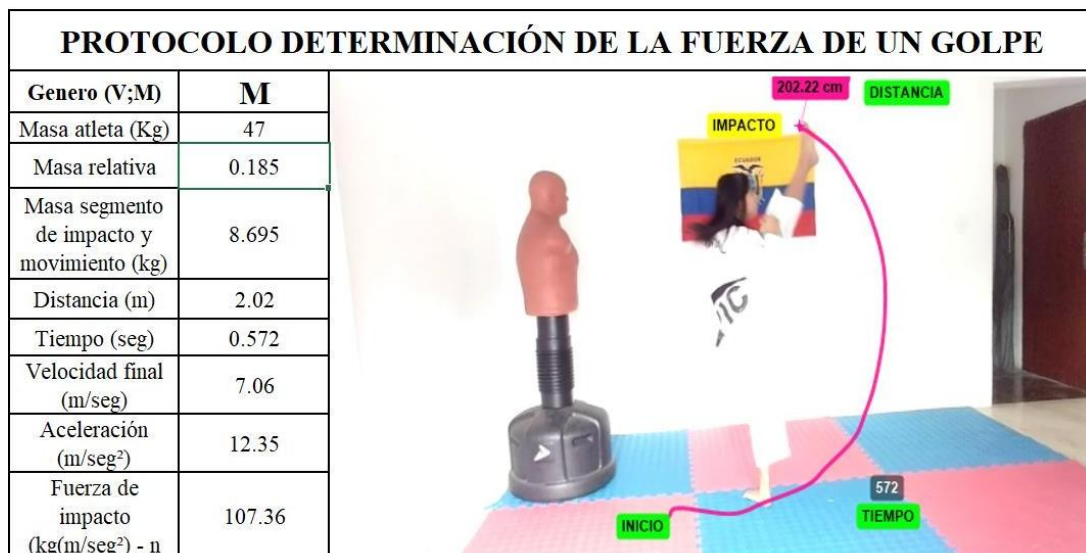 PROTOCOLO DETERMINACIÓN DE LA FUERZA DE UN GOLPE
Genero (V;M) M
Masa atleta (Kg) 47
Masa relativa 0.185
Masa segmento
de impacto y
movimiento (kg) 8.695
Distancia (m) 2.02
Tiempo (seg) 0.572
Velocidad final
(m/seg) 7.06
Aceleración
(m/seg²) 12.35
Fuerza de
impacto
(kg(m/seg²) - n 107.36
202.22 cm
DISTANCIA
IMPACTO
ECUADOR
572
TIEMPO
INICIO